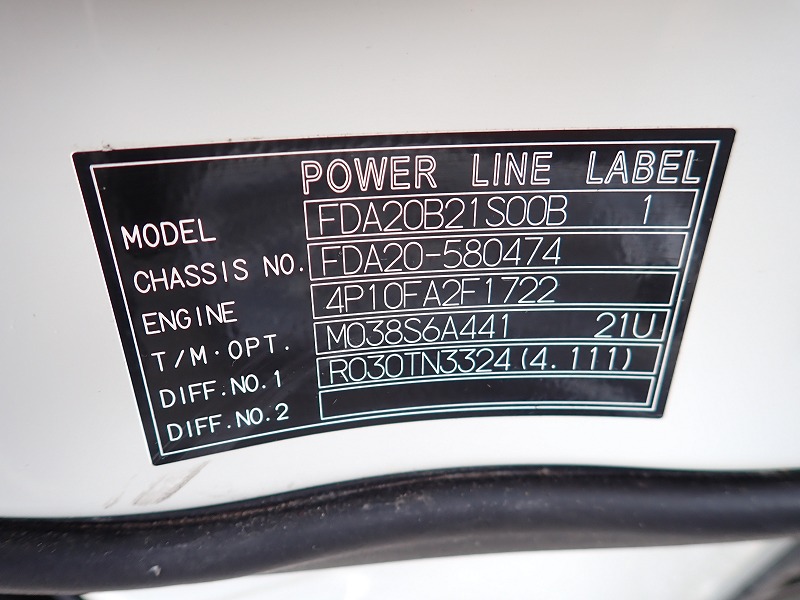 POWER LINE LABEL
MODEL FDA20B21S00B 1
CHASSIS NO. FDA20-580474
ENGINE 4P10FA2F1722
T/M·OPT. M038S6A441 21U
DIFF.NO.1 R030TN3324(4.111)
DIFF.NO.2